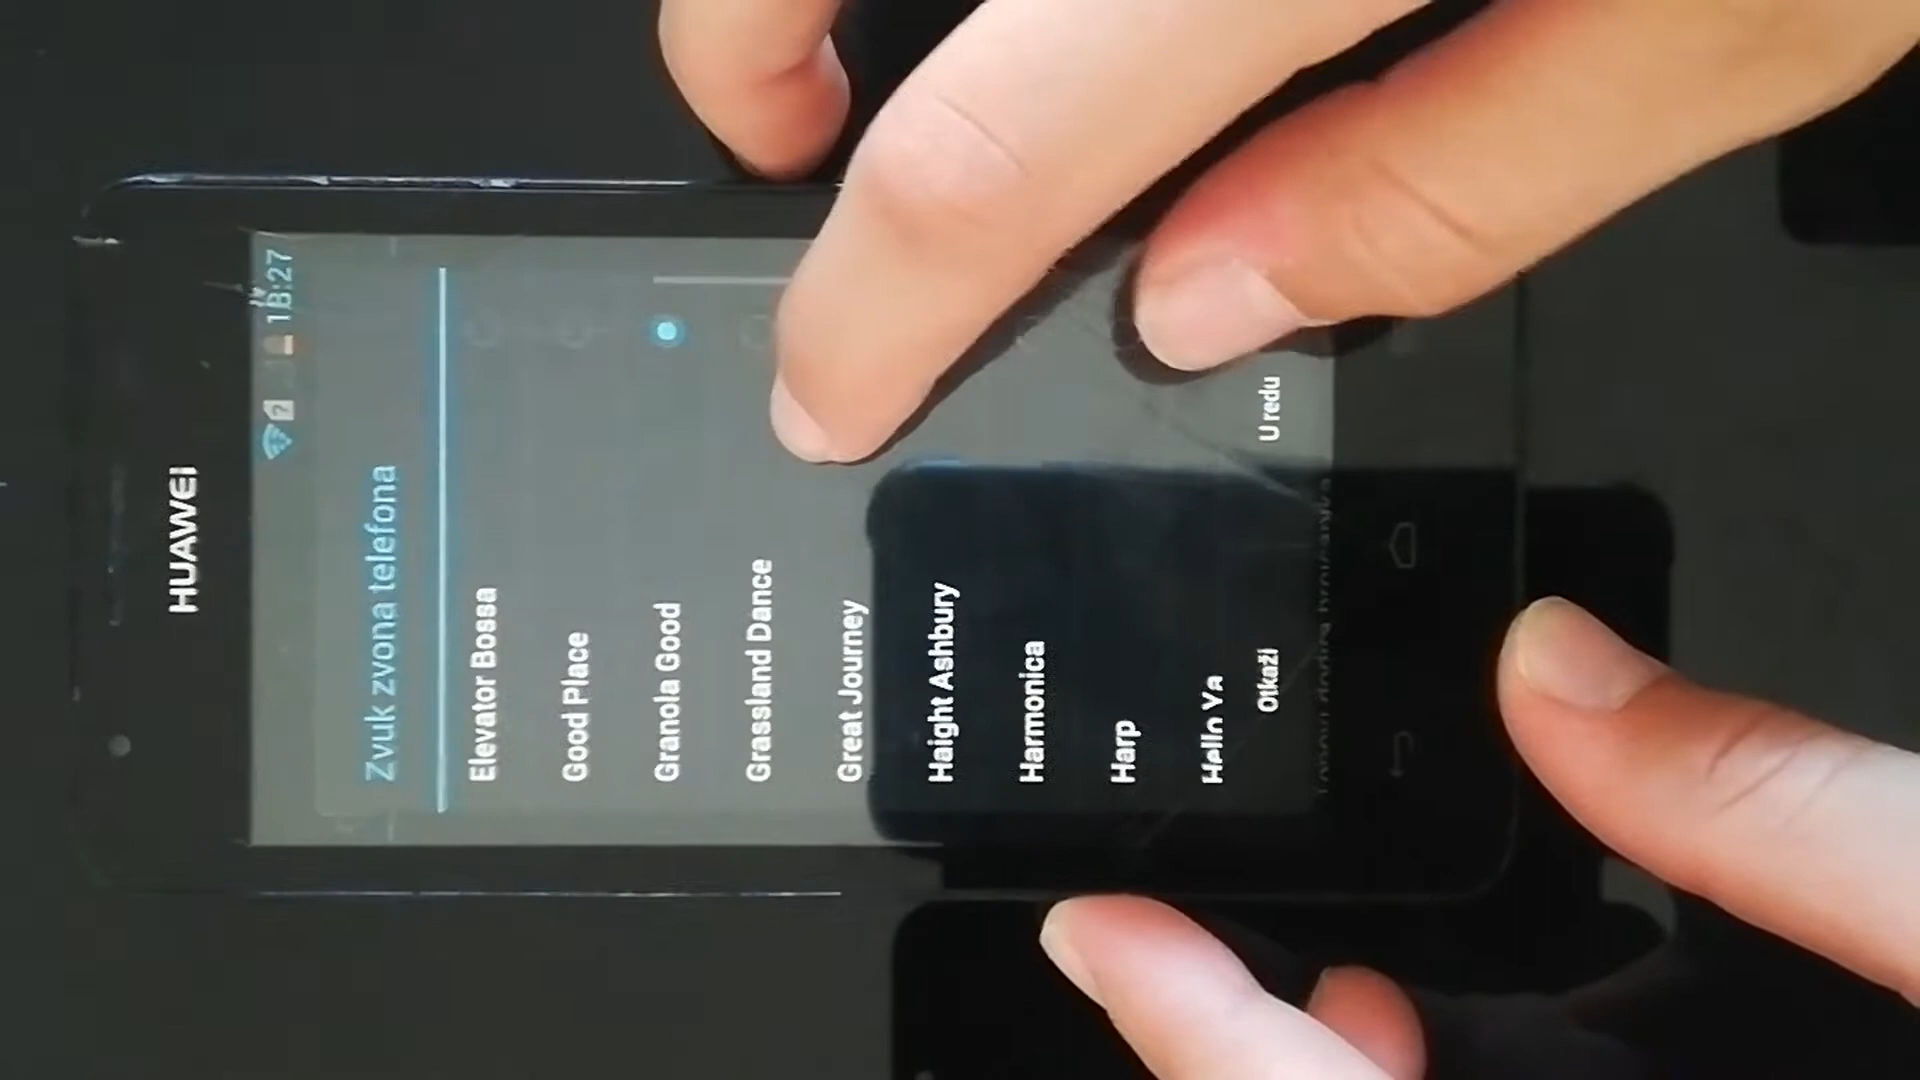 HUAWEI
18:27
Zvuk zvona telefona
Elevator Bossa
Good Place
Granola Good
Grassland Dance
Great Journey
Haight Ashbury
Harmonica
Harp
Hello Ya
Otkaži
U redu